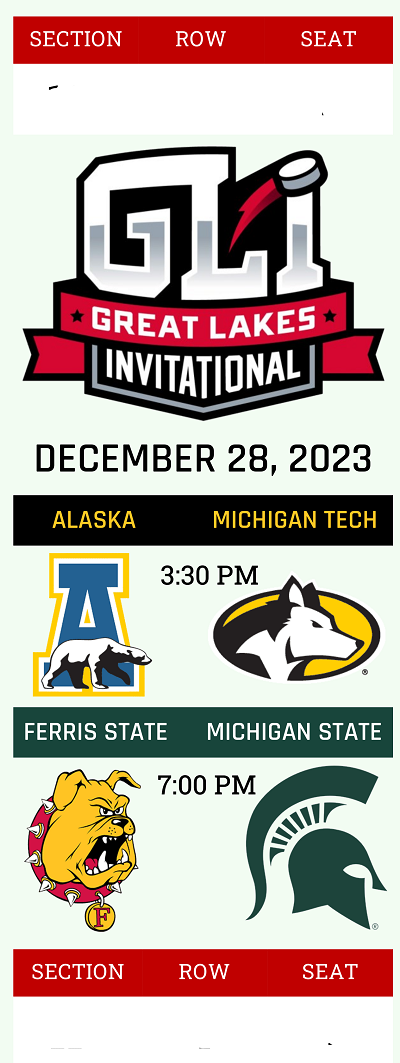 SECTION ROW SEAT
GLI
GREAT LAKES
INVITATIONAL
DECEMBER 28, 2023
ALASKA MICHIGAN TECH
3:30 PM
A
®
FERRIS STATE MICHIGAN STATE
7:00 PM
F
®
SECTION ROW SEAT